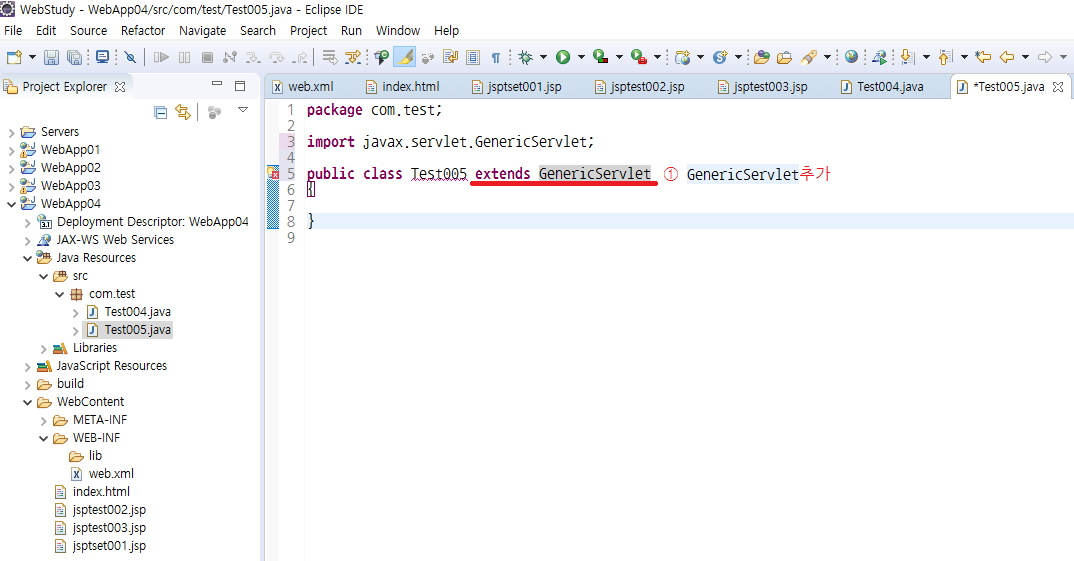 WebStudy - WebApp04/src/com/test/Test005.java - Eclipse IDE
File Edit Source Refactor Navigate Search Project Run Window Help
Project Explorer
web.xml index.html jsptset001.jsp jsptest002.jsp jsptest003.jsp Test004.java *Test005.java
Servers
WebApp01
WebApp02
WebApp03
WebApp04
Deployment Descriptor: WebApp04
JAX-WS Web Services
Java Resources
src
com.test
Test004.java
Test005.java
Libraries
JavaScript Resources
build
WebContent
META-INF
WEB-INF
lib
web.xml
index.html
jsptest002.jsp
jsptest003.jsp
jsptset001.jsp
1 package com.test;
2
3 import javax.servlet.GenericServlet;
4
5 public class Test005 extends GenericServlet ① GenericServlet추가
6 {
7
8 }
9